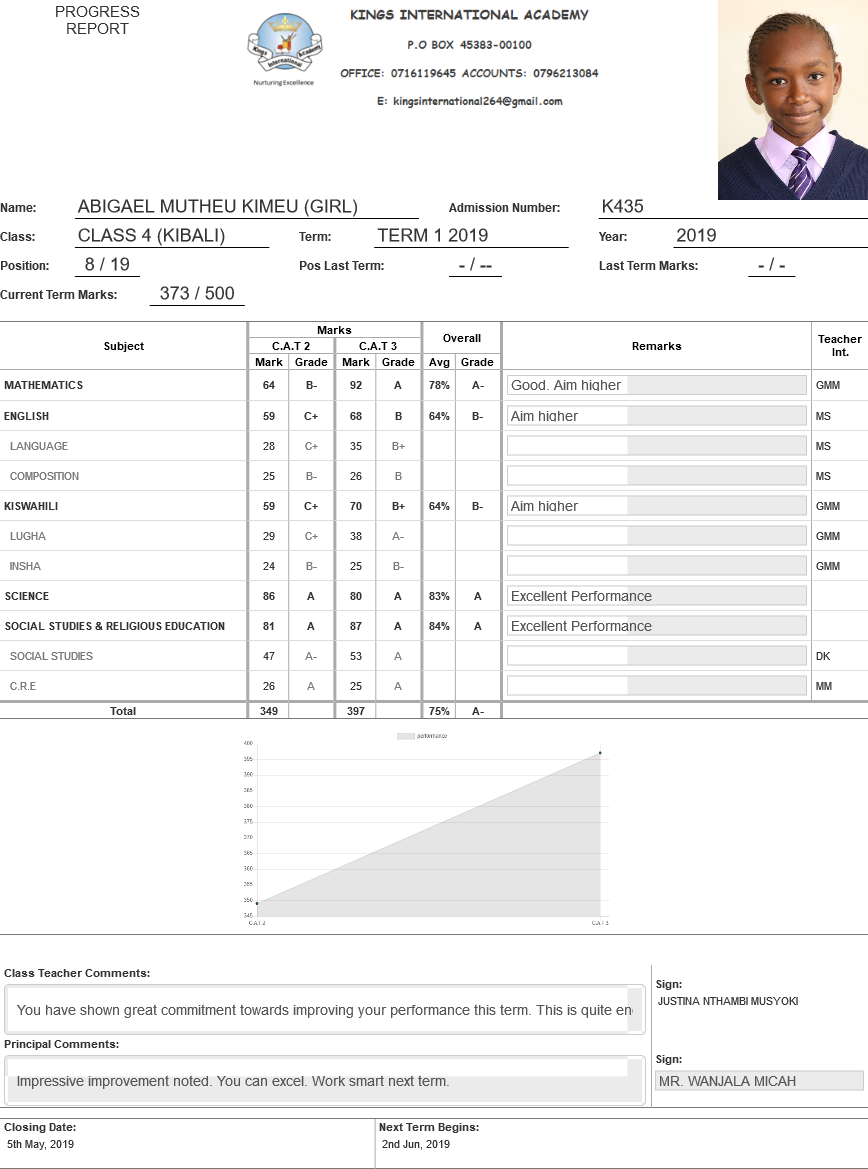 PROGRESS
REPORT
Kings International Academy
Nurturing Excellence
KINGS INTERNATIONAL ACADEMY
P.O BOX 45383-00100
OFFICE: 0716119645 ACCOUNTS: 0796213084
E: kingsinternational264@gmail.com
Name: ABIGAEL MUTHEU KIMEU (GIRL) Admission Number: K435
Class: CLASS 4 (KIBALI) Term: TERM 1 2019 Year: 2019
Position: 8 / 19 Pos Last Term: - / -- Last Term Marks: - / -
Current Term Marks: 373 / 500
Subject Marks Overall Remarks Teacher Int.
C.A.T 2 C.A.T 3
Mark Grade Mark Grade Avg Grade
MATHEMATICS 64 B- 92 A 78% A- Good. Aim higher GMM
ENGLISH 59 C+ 68 B 64% B- Aim higher MS
LANGUAGE 28 C+ 35 B+ MS
COMPOSITION 25 B- 26 B MS
KISWAHILI 59 C+ 70 B+ 64% B- Aim higher GMM
LUGHA 29 C+ 38 A- GMM
INSHA 24 B- 25 B- GMM
SCIENCE 86 A 80 A 83% A Excellent Performance
SOCIAL STUDIES & RELIGIOUS EDUCATION 81 A 87 A 84% A Excellent Performance
SOCIAL STUDIES 47 A- 53 A DK
C.R.E 26 A 25 A MM
Total 349 397 75% A-
performance
400
395
390
385
380
375
370
365
360
355
350
345
C.A.T 2 C.A.T 3
Class Teacher Comments:
You have shown great commitment towards improving your performance this term. This is quite en
Sign:
JUSTINA NTHAMBI MUSYOKI
Principal Comments:
Impressive improvement noted. You can excel. Work smart next term.
Sign:
MR. WANJALA MICAH
Closing Date: Next Term Begins:
5th May, 2019 2nd Jun, 2019